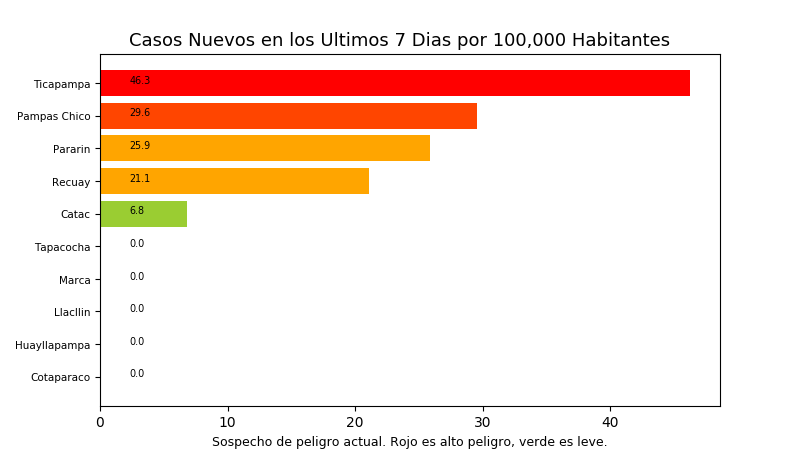 Casos Nuevos en los Ultimos 7 Dias por 100,000 Habitantes
Ticapampa 46.3
Pampas Chico 29.6
Pararin 25.9
Recuay 21.1
Catac 6.8
Tapacocha 0.0
Marca 0.0
Llacllin 0.0
Huayllapampa 0.0
Cotaparaco 0.0
0 10 20 30 40
Sospecho de peligro actual. Rojo es alto peligro, verde es leve.